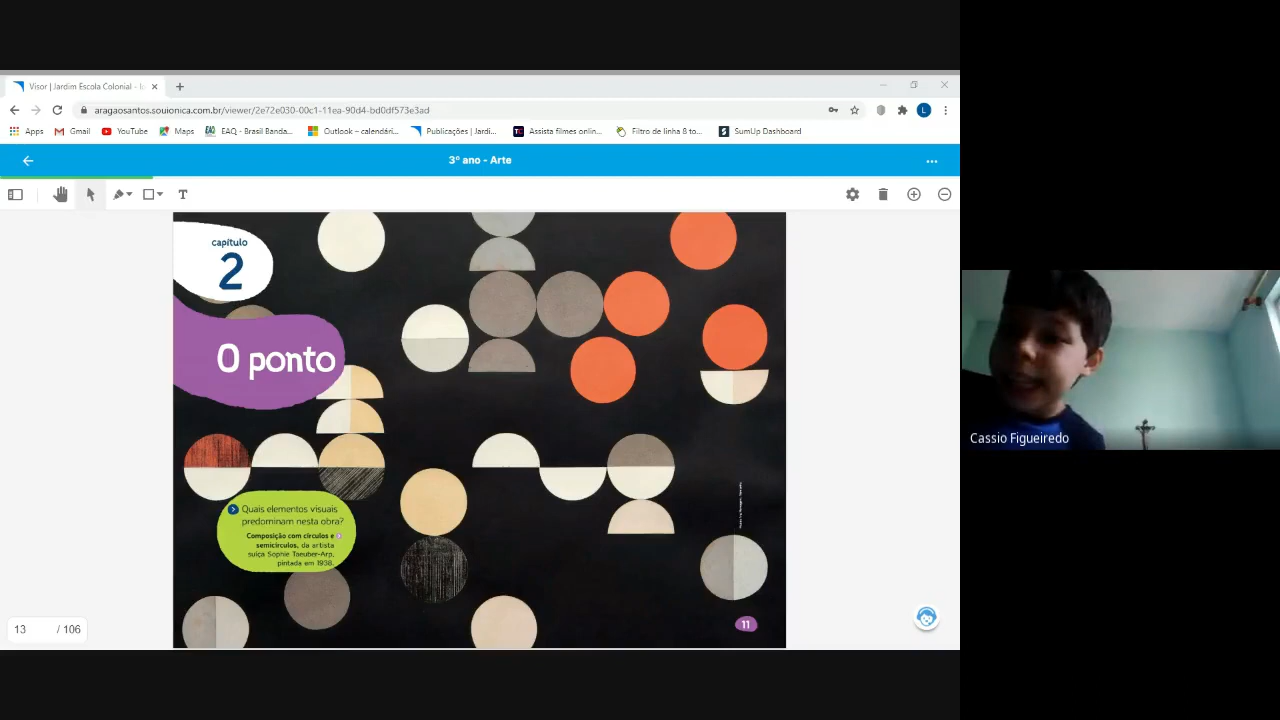 Visor | Jardim Escola Colonial - Io
aragaosantos.souionica.com.br/viewer/2e72e030-00c1-11ea-90d4-bd0df573e3ad
L
Apps
Gmail
YouTube
Maps
EAQ - Brasil Banda...
Outlook – calendári...
Publicações | Jardi...
Assista filmes onlin...
Filtro de linha 8 to...
SumUp Dashboard
3º ano - Arte
T
capítulo
2
O ponto
Quais elementos visuais
predominam nesta obra?
Composição com círculos e
semicírculos, da artista
suíça Sophie Taeuber-Arp,
pintada em 1938.
11
13 / 106
Cassio Figueiredo